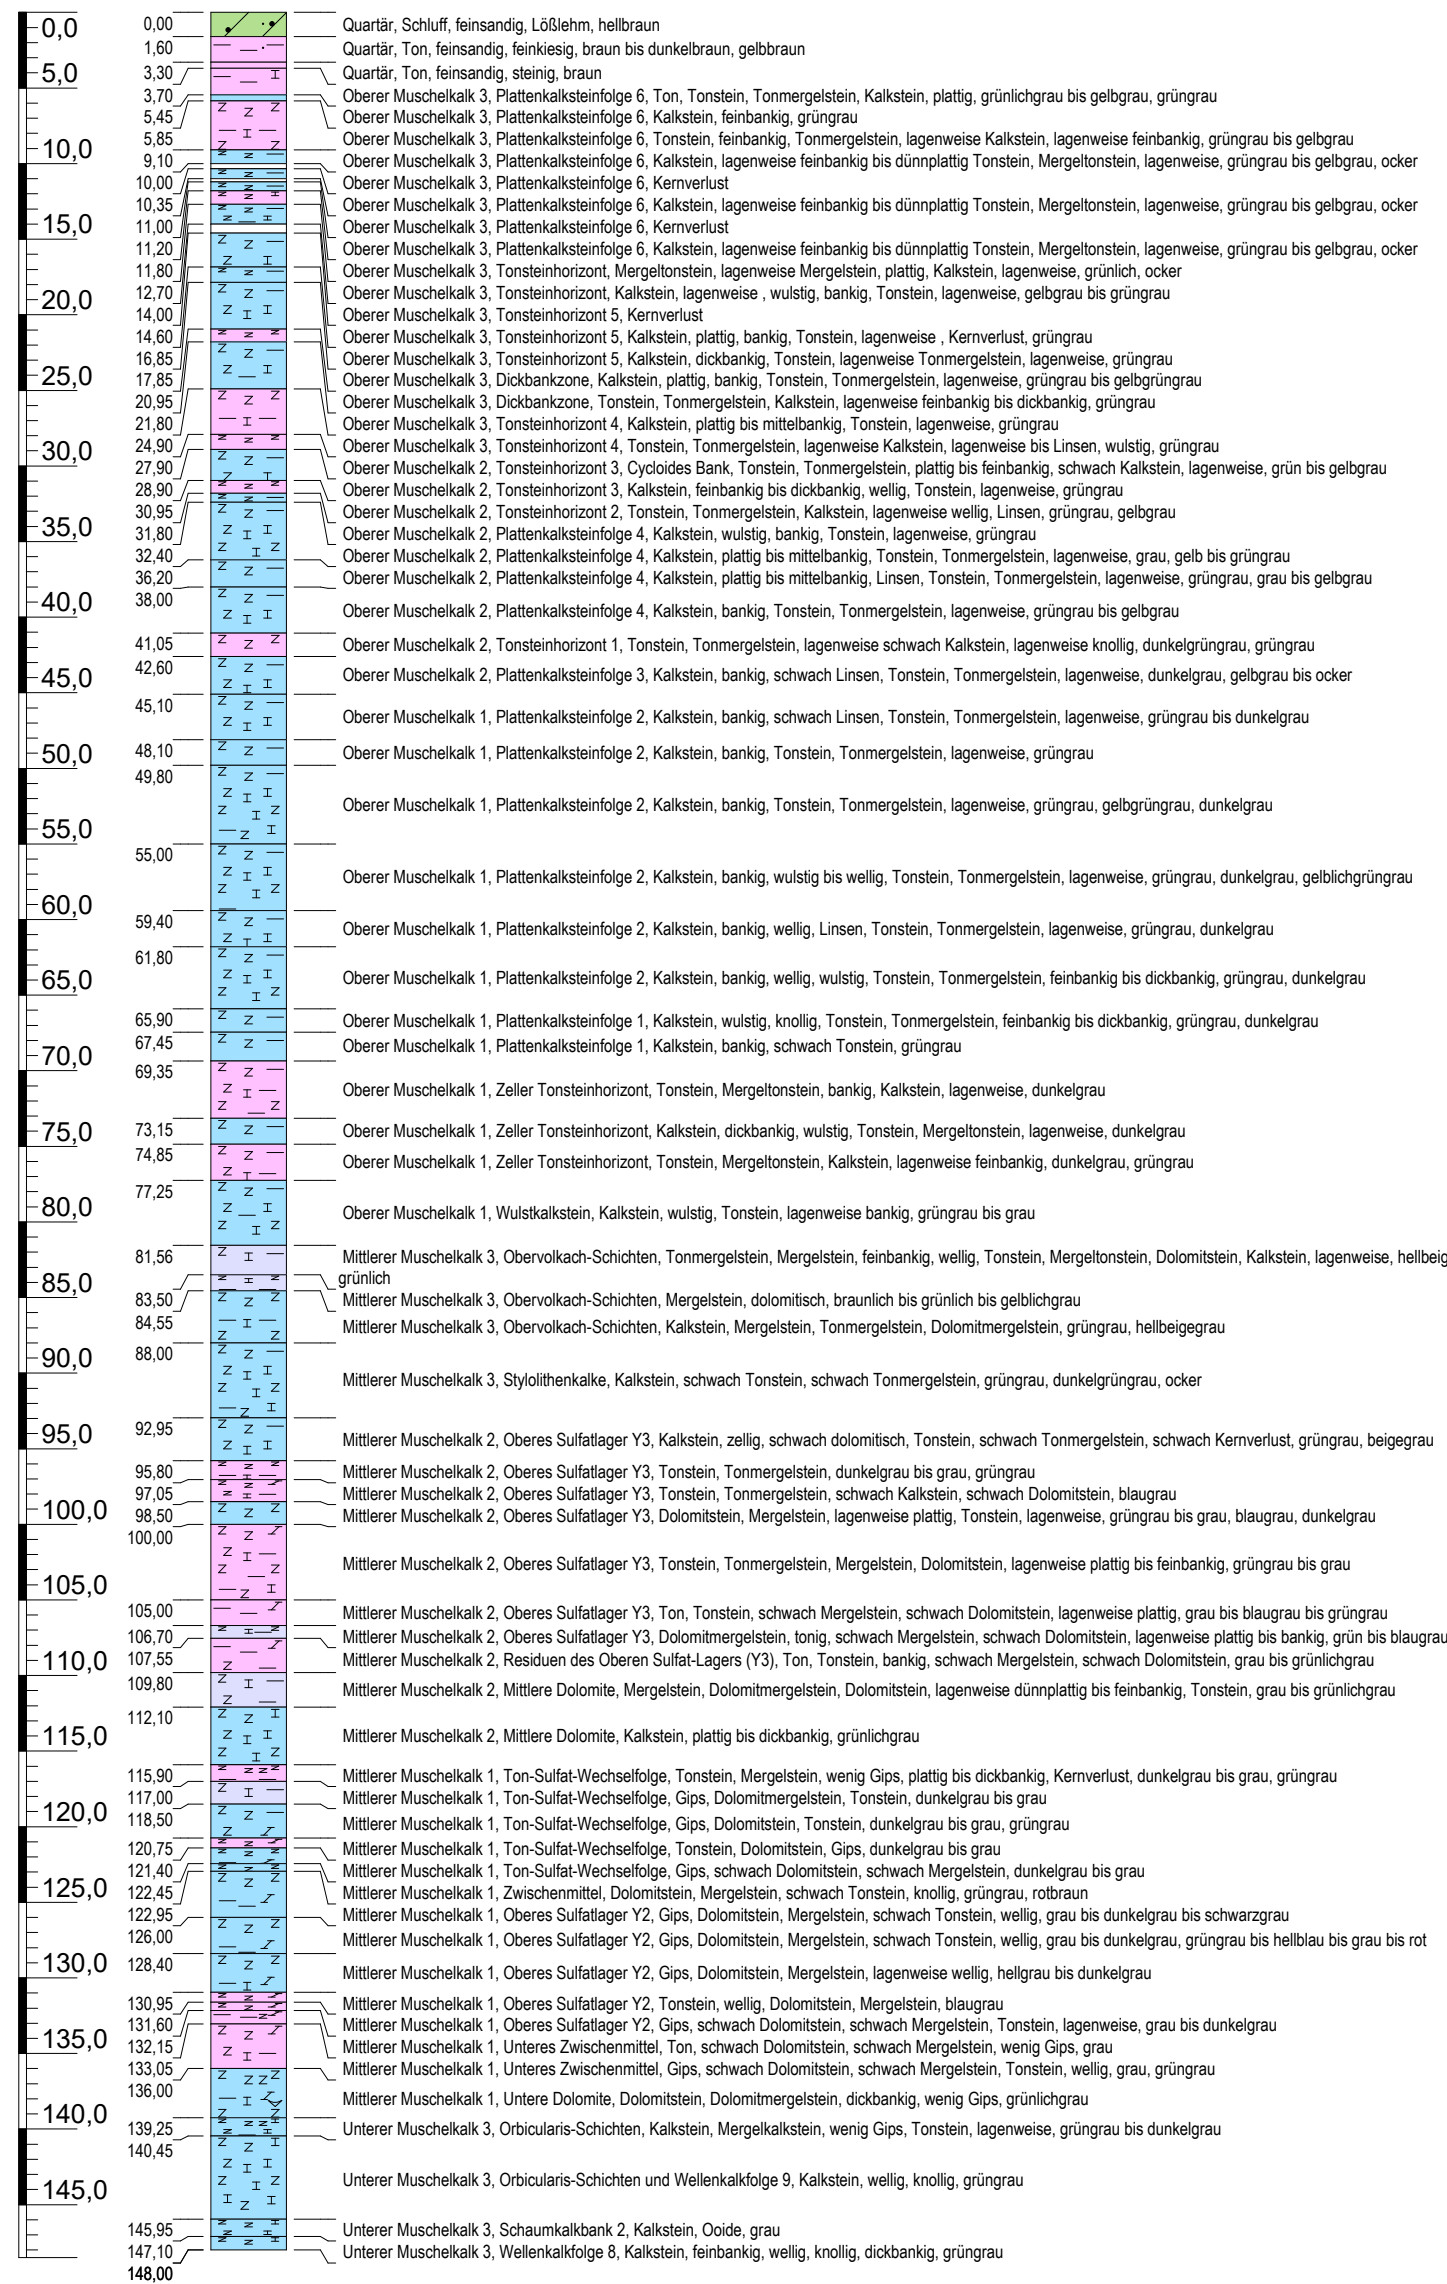 0,0
5,0
10,0
15,0
20,0
25,0
30,0
35,0
40,0
45,0
50,0
55,0
60,0
65,0
70,0
75,0
80,0
85,0
90,0
95,0
100,0
105,0
110,0
115,0
120,0
125,0
130,0
135,0
140,0
145,0
0,00 Quartär, Schluff, feinsandig, Lößlehm, hellbraun
1,60 Quartär, Ton, feinsandig, feinkiesig, braun bis dunkelbraun, gelbbraun
3,30 Quartär, Ton, feinsandig, steinig, braun
3,70 Oberer Muschelkalk 3, Plattenkalksteinfolge 6, Ton, Tonstein, Tonmergelstein, Kalkstein, plattig, grünlichgrau bis gelbgrau, grüngrau
5,45 Oberer Muschelkalk 3, Plattenkalksteinfolge 6, Kalkstein, feinbankig, grüngrau
5,85 Oberer Muschelkalk 3, Plattenkalksteinfolge 6, Tonstein, feinbankig, Tonmergelstein, lagenweise Kalkstein, lagenweise feinbankig, grüngrau bis gelbgrau
9,10 Oberer Muschelkalk 3, Plattenkalksteinfolge 6, Kalkstein, lagenweise feinbankig bis dünnplattig Tonstein, Mergeltonstein, lagenweise, grüngrau bis gelbgrau, ocker
10,00 Oberer Muschelkalk 3, Plattenkalksteinfolge 6, Kernverlust
10,35 Oberer Muschelkalk 3, Plattenkalksteinfolge 6, Kalkstein, lagenweise feinbankig bis dünnplattig Tonstein, Mergeltonstein, lagenweise, grüngrau bis gelbgrau, ocker
11,00 Oberer Muschelkalk 3, Plattenkalksteinfolge 6, Kernverlust
11,20 Oberer Muschelkalk 3, Plattenkalksteinfolge 6, Kalkstein, lagenweise feinbankig bis dünnplattig Tonstein, Mergeltonstein, lagenweise, grüngrau bis gelbgrau, ocker
11,80 Oberer Muschelkalk 3, Tonsteinhorizont, Mergeltonstein, lagenweise Mergelstein, plattig, Kalkstein, lagenweise, grünlich, ocker
12,70 Oberer Muschelkalk 3, Tonsteinhorizont, Kalkstein, lagenweise , wulstig, bankig, Tonstein, lagenweise, gelbgrau bis grüngrau
14,00 Oberer Muschelkalk 3, Tonsteinhorizont 5, Kernverlust
14,60 Oberer Muschelkalk 3, Tonsteinhorizont 5, Kalkstein, plattig, bankig, Tonstein, lagenweise , Kernverlust, grüngrau
16,85 Oberer Muschelkalk 3, Tonsteinhorizont 5, Kalkstein, dickbankig, Tonstein, lagenweise Tonmergelstein, lagenweise, grüngrau
17,85 Oberer Muschelkalk 3, Dickbankzone, Kalkstein, plattig, bankig, Tonstein, Tonmergelstein, lagenweise, grüngrau bis gelbgrüngrau
20,95 Oberer Muschelkalk 3, Dickbankzone, Tonstein, Tonmergelstein, Kalkstein, lagenweise feinbankig bis dickbankig, grüngrau
21,80 Oberer Muschelkalk 3, Tonsteinhorizont 4, Kalkstein, plattig bis mittelbankig, Tonstein, lagenweise, grüngrau
24,90 Oberer Muschelkalk 3, Tonsteinhorizont 4, Tonstein, Tonmergelstein, lagenweise Kalkstein, lagenweise bis Linsen, wulstig, grüngrau
27,90 Oberer Muschelkalk 2, Tonsteinhorizont 3, Cycloides Bank, Tonstein, Tonmergelstein, plattig bis feinbankig, schwach Kalkstein, lagenweise, grün bis gelbgrau
28,90 Oberer Muschelkalk 2, Tonsteinhorizont 3, Kalkstein, feinbankig bis dickbankig, wellig, Tonstein, lagenweise, grüngrau
30,95 Oberer Muschelkalk 2, Tonsteinhorizont 2, Tonstein, Tonmergelstein, Kalkstein, lagenweise wellig, Linsen, grüngrau, gelbgrau
31,80 Oberer Muschelkalk 2, Plattenkalksteinfolge 4, Kalkstein, wulstig, bankig, Tonstein, lagenweise, grüngrau
32,40 Oberer Muschelkalk 2, Plattenkalksteinfolge 4, Kalkstein, plattig bis mittelbankig, Tonstein, Tonmergelstein, lagenweise, grau, gelb bis grüngrau
36,20 Oberer Muschelkalk 2, Plattenkalksteinfolge 4, Kalkstein, plattig bis mittelbankig, Linsen, Tonstein, Tonmergelstein, lagenweise, grüngrau, grau bis gelbgrau
38,00 Oberer Muschelkalk 2, Plattenkalksteinfolge 4, Kalkstein, bankig, Tonstein, Tonmergelstein, lagenweise, grüngrau bis gelbgrau
41,05 Oberer Muschelkalk 2, Tonsteinhorizont 1, Tonstein, Tonmergelstein, lagenweise schwach Kalkstein, lagenweise knollig, dunkelgrüngrau, grüngrau
42,60 Oberer Muschelkalk 2, Plattenkalksteinfolge 3, Kalkstein, bankig, schwach Linsen, Tonstein, Tonmergelstein, lagenweise, dunkelgrau, gelbgrau bis ocker
45,10 Oberer Muschelkalk 1, Plattenkalksteinfolge 2, Kalkstein, bankig, schwach Linsen, Tonstein, Tonmergelstein, lagenweise, grüngrau bis dunkelgrau
48,10 Oberer Muschelkalk 1, Plattenkalksteinfolge 2, Kalkstein, bankig, Tonstein, Tonmergelstein, lagenweise, grüngrau
49,80 Oberer Muschelkalk 1, Plattenkalksteinfolge 2, Kalkstein, bankig, Tonstein, Tonmergelstein, lagenweise, grüngrau, gelbgrüngrau, dunkelgrau
55,00 Oberer Muschelkalk 1, Plattenkalksteinfolge 2, Kalkstein, bankig, wulstig bis wellig, Tonstein, Tonmergelstein, lagenweise, grüngrau, dunkelgrau, gelblichgrüngrau
59,40 Oberer Muschelkalk 1, Plattenkalksteinfolge 2, Kalkstein, bankig, wellig, Linsen, Tonstein, Tonmergelstein, lagenweise, grüngrau, dunkelgrau
61,80 Oberer Muschelkalk 1, Plattenkalksteinfolge 2, Kalkstein, bankig, wellig, wulstig, Tonstein, Tonmergelstein, feinbankig bis dickbankig, grüngrau, dunkelgrau
65,90 Oberer Muschelkalk 1, Plattenkalksteinfolge 1, Kalkstein, wulstig, knollig, Tonstein, Tonmergelstein, feinbankig bis dickbankig, grüngrau, dunkelgrau
67,45 Oberer Muschelkalk 1, Plattenkalksteinfolge 1, Kalkstein, bankig, schwach Tonstein, grüngrau
69,35 Oberer Muschelkalk 1, Zeller Tonsteinhorizont, Tonstein, Mergeltonstein, bankig, Kalkstein, lagenweise, dunkelgrau
73,15 Oberer Muschelkalk 1, Zeller Tonsteinhorizont, Kalkstein, dickbankig, wulstig, Tonstein, Mergeltonstein, lagenweise, dunkelgrau
74,85 Oberer Muschelkalk 1, Zeller Tonsteinhorizont, Tonstein, Mergeltonstein, Kalkstein, lagenweise feinbankig, dunkelgrau, grüngrau
77,25 Oberer Muschelkalk 1, Wulstkalkstein, Kalkstein, wulstig, Tonstein, lagenweise bankig, grüngrau bis grau
81,56 Mittlerer Muschelkalk 3, Obervolkach-Schichten, Tonmergelstein, Mergelstein, feinbankig, wellig, Tonstein, Mergeltonstein, Dolomitstein, Kalkstein, lagenweise, hellbeig
grünlich
83,50 Mittlerer Muschelkalk 3, Obervolkach-Schichten, Mergelstein, dolomitisch, braunlich bis grünlich bis gelblichgrau
84,55 Mittlerer Muschelkalk 3, Obervolkach-Schichten, Kalkstein, Mergelstein, Tonmergelstein, Dolomitmergelstein, grüngrau, hellbeigegrau
88,00 Mittlerer Muschelkalk 3, Stylolithenkalke, Kalkstein, schwach Tonstein, schwach Tonmergelstein, grüngrau, dunkelgrüngrau, ocker
92,95 Mittlerer Muschelkalk 2, Oberes Sulfatlager Y3, Kalkstein, zellig, schwach dolomitisch, Tonstein, schwach Tonmergelstein, schwach Kernverlust, grüngrau, beigegrau
95,80 Mittlerer Muschelkalk 2, Oberes Sulfatlager Y3, Tonstein, Tonmergelstein, dunkelgrau bis grau, grüngrau
97,05 Mittlerer Muschelkalk 2, Oberes Sulfatlager Y3, Tonstein, Tonmergelstein, schwach Kalkstein, schwach Dolomitstein, blaugrau
98,50 Mittlerer Muschelkalk 2, Oberes Sulfatlager Y3, Dolomitstein, Mergelstein, lagenweise plattig, Tonstein, lagenweise, grüngrau bis grau, blaugrau, dunkelgrau
100,00 Mittlerer Muschelkalk 2, Oberes Sulfatlager Y3, Tonstein, Tonmergelstein, Mergelstein, Dolomitstein, lagenweise plattig bis feinbankig, grüngrau bis grau
105,00 Mittlerer Muschelkalk 2, Oberes Sulfatlager Y3, Ton, Tonstein, schwach Mergelstein, schwach Dolomitstein, lagenweise plattig, grau bis blaugrau bis grüngrau
106,70 Mittlerer Muschelkalk 2, Oberes Sulfatlager Y3, Dolomitmergelstein, tonig, schwach Mergelstein, schwach Dolomitstein, lagenweise plattig bis bankig, grün bis blaugrau
107,55 Mittlerer Muschelkalk 2, Residuen des Oberen Sulfat-Lagers (Y3), Ton, Tonstein, bankig, schwach Mergelstein, schwach Dolomitstein, grau bis grünlichgrau
109,80 Mittlerer Muschelkalk 2, Mittlere Dolomite, Mergelstein, Dolomitmergelstein, Dolomitstein, lagenweise dünnplattig bis feinbankig, Tonstein, grau bis grünlichgrau
112,10 Mittlerer Muschelkalk 2, Mittlere Dolomite, Kalkstein, plattig bis dickbankig, grünlichgrau
115,90 Mittlerer Muschelkalk 1, Ton-Sulfat-Wechselfolge, Tonstein, Mergelstein, wenig Gips, plattig bis dickbankig, Kernverlust, dunkelgrau bis grau, grüngrau
117,00 Mittlerer Muschelkalk 1, Ton-Sulfat-Wechselfolge, Gips, Dolomitmergelstein, Tonstein, dunkelgrau bis grau
118,50 Mittlerer Muschelkalk 1, Ton-Sulfat-Wechselfolge, Gips, Dolomitstein, Tonstein, dunkelgrau bis grau, grüngrau
120,75 Mittlerer Muschelkalk 1, Ton-Sulfat-Wechselfolge, Tonstein, Dolomitstein, Gips, dunkelgrau bis grau
121,40 Mittlerer Muschelkalk 1, Ton-Sulfat-Wechselfolge, Gips, schwach Dolomitstein, schwach Mergelstein, dunkelgrau bis grau
122,45 Mittlerer Muschelkalk 1, Zwischenmittel, Dolomitstein, Mergelstein, schwach Tonstein, knollig, grüngrau, rotbraun
122,95 Mittlerer Muschelkalk 1, Oberes Sulfatlager Y2, Gips, Dolomitstein, Mergelstein, schwach Tonstein, wellig, grau bis dunkelgrau bis schwarzgrau
126,00 Mittlerer Muschelkalk 1, Oberes Sulfatlager Y2, Gips, Dolomitstein, Mergelstein, schwach Tonstein, wellig, grau bis dunkelgrau, grüngrau bis hellblau bis grau bis rot
128,40 Mittlerer Muschelkalk 1, Oberes Sulfatlager Y2, Gips, Dolomitstein, Mergelstein, lagenweise wellig, hellgrau bis dunkelgrau
130,95 Mittlerer Muschelkalk 1, Oberes Sulfatlager Y2, Tonstein, wellig, Dolomitstein, Mergelstein, blaugrau
131,60 Mittlerer Muschelkalk 1, Oberes Sulfatlager Y2, Gips, schwach Dolomitstein, schwach Mergelstein, Tonstein, lagenweise, grau bis dunkelgrau
132,15 Mittlerer Muschelkalk 1, Unteres Zwischenmittel, Ton, schwach Dolomitstein, schwach Mergelstein, wenig Gips, grau
133,05 Mittlerer Muschelkalk 1, Unteres Zwischenmittel, Gips, schwach Dolomitstein, schwach Mergelstein, Tonstein, wellig, grau, grüngrau
136,00 Mittlerer Muschelkalk 1, Untere Dolomite, Dolomitstein, Dolomitmergelstein, dickbankig, wenig Gips, grünlichgrau
139,25 Unterer Muschelkalk 3, Orbicularis-Schichten, Kalkstein, Mergelkalkstein, wenig Gips, Tonstein, lagenweise, grüngrau bis dunkelgrau
140,45 Unterer Muschelkalk 3, Orbicularis-Schichten und Wellenkalkfolge 9, Kalkstein, wellig, knollig, grüngrau
145,95 Unterer Muschelkalk 3, Schaumkalkbank 2, Kalkstein, Ooide, grau
147,10 Unterer Muschelkalk 3, Wellenkalkfolge 8, Kalkstein, feinbankig, wellig, knollig, dickbankig, grüngrau
148,00